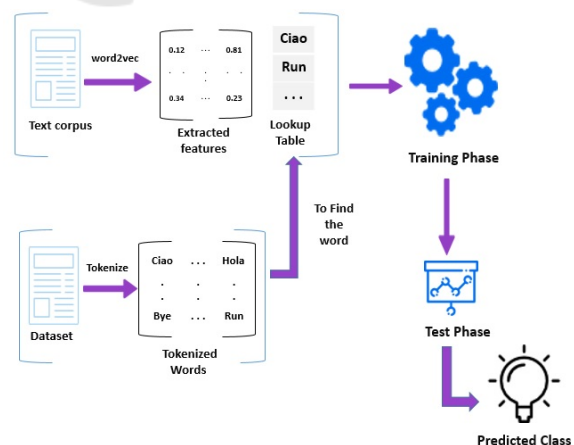 word2vec
Text corpus
0.12 ... 0.81
. . .
.
0.34 ... 0.23
Extracted
features
Ciao
Run
...
Lookup
Table
Training Phase
To Find
the
word
Dataset
Tokenize
Ciao ... Hola
. . .
. . .
Bye ... Run
Tokenized
Words
Test Phase
Predicted Class